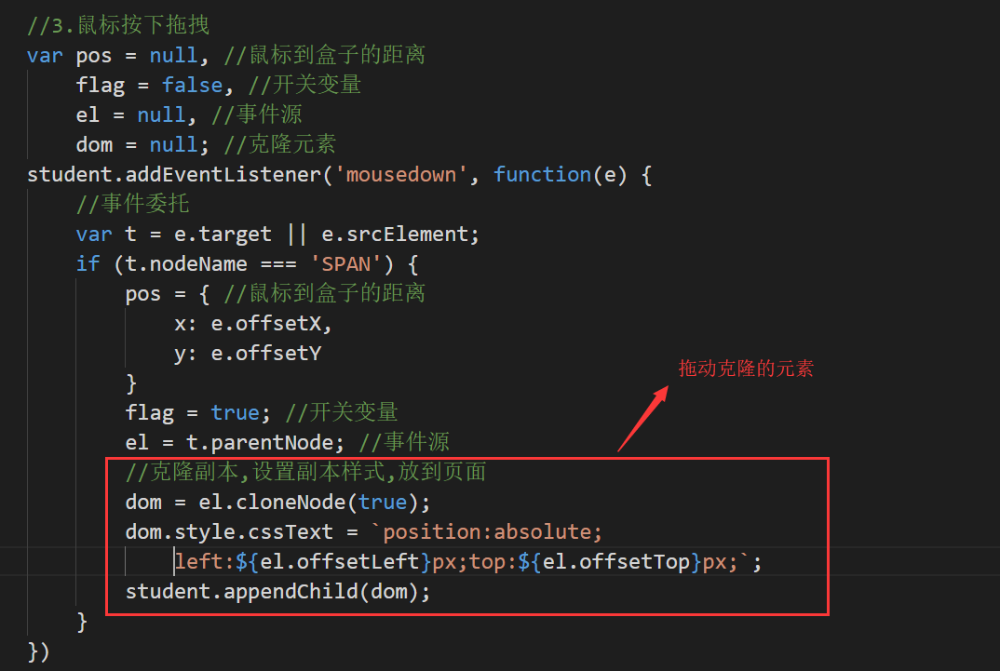 //3.鼠标按下拖拽
var pos = null, //鼠标到盒子的距离
    flag = false, //开关变量
    el = null, //事件源
    dom = null; //克隆元素
student.addEventListener('mousedown', function(e) {
    //事件委托
    var t = e.target || e.srcElement;
    if (t.nodeName === 'SPAN') {
        pos = { //鼠标到盒子的距离
            x: e.offsetX,
            y: e.offsetY
        }
拖动克隆的元素
        flag = true; //开关变量
        el = t.parentNode; //事件源
        //克隆副本,设置副本样式,放到页面
        dom = el.cloneNode(true);
        dom.style.cssText = `position:absolute;
            left:${el.offsetLeft}px;top:${el.offsetTop}px;`;
        student.appendChild(dom);
    }
})